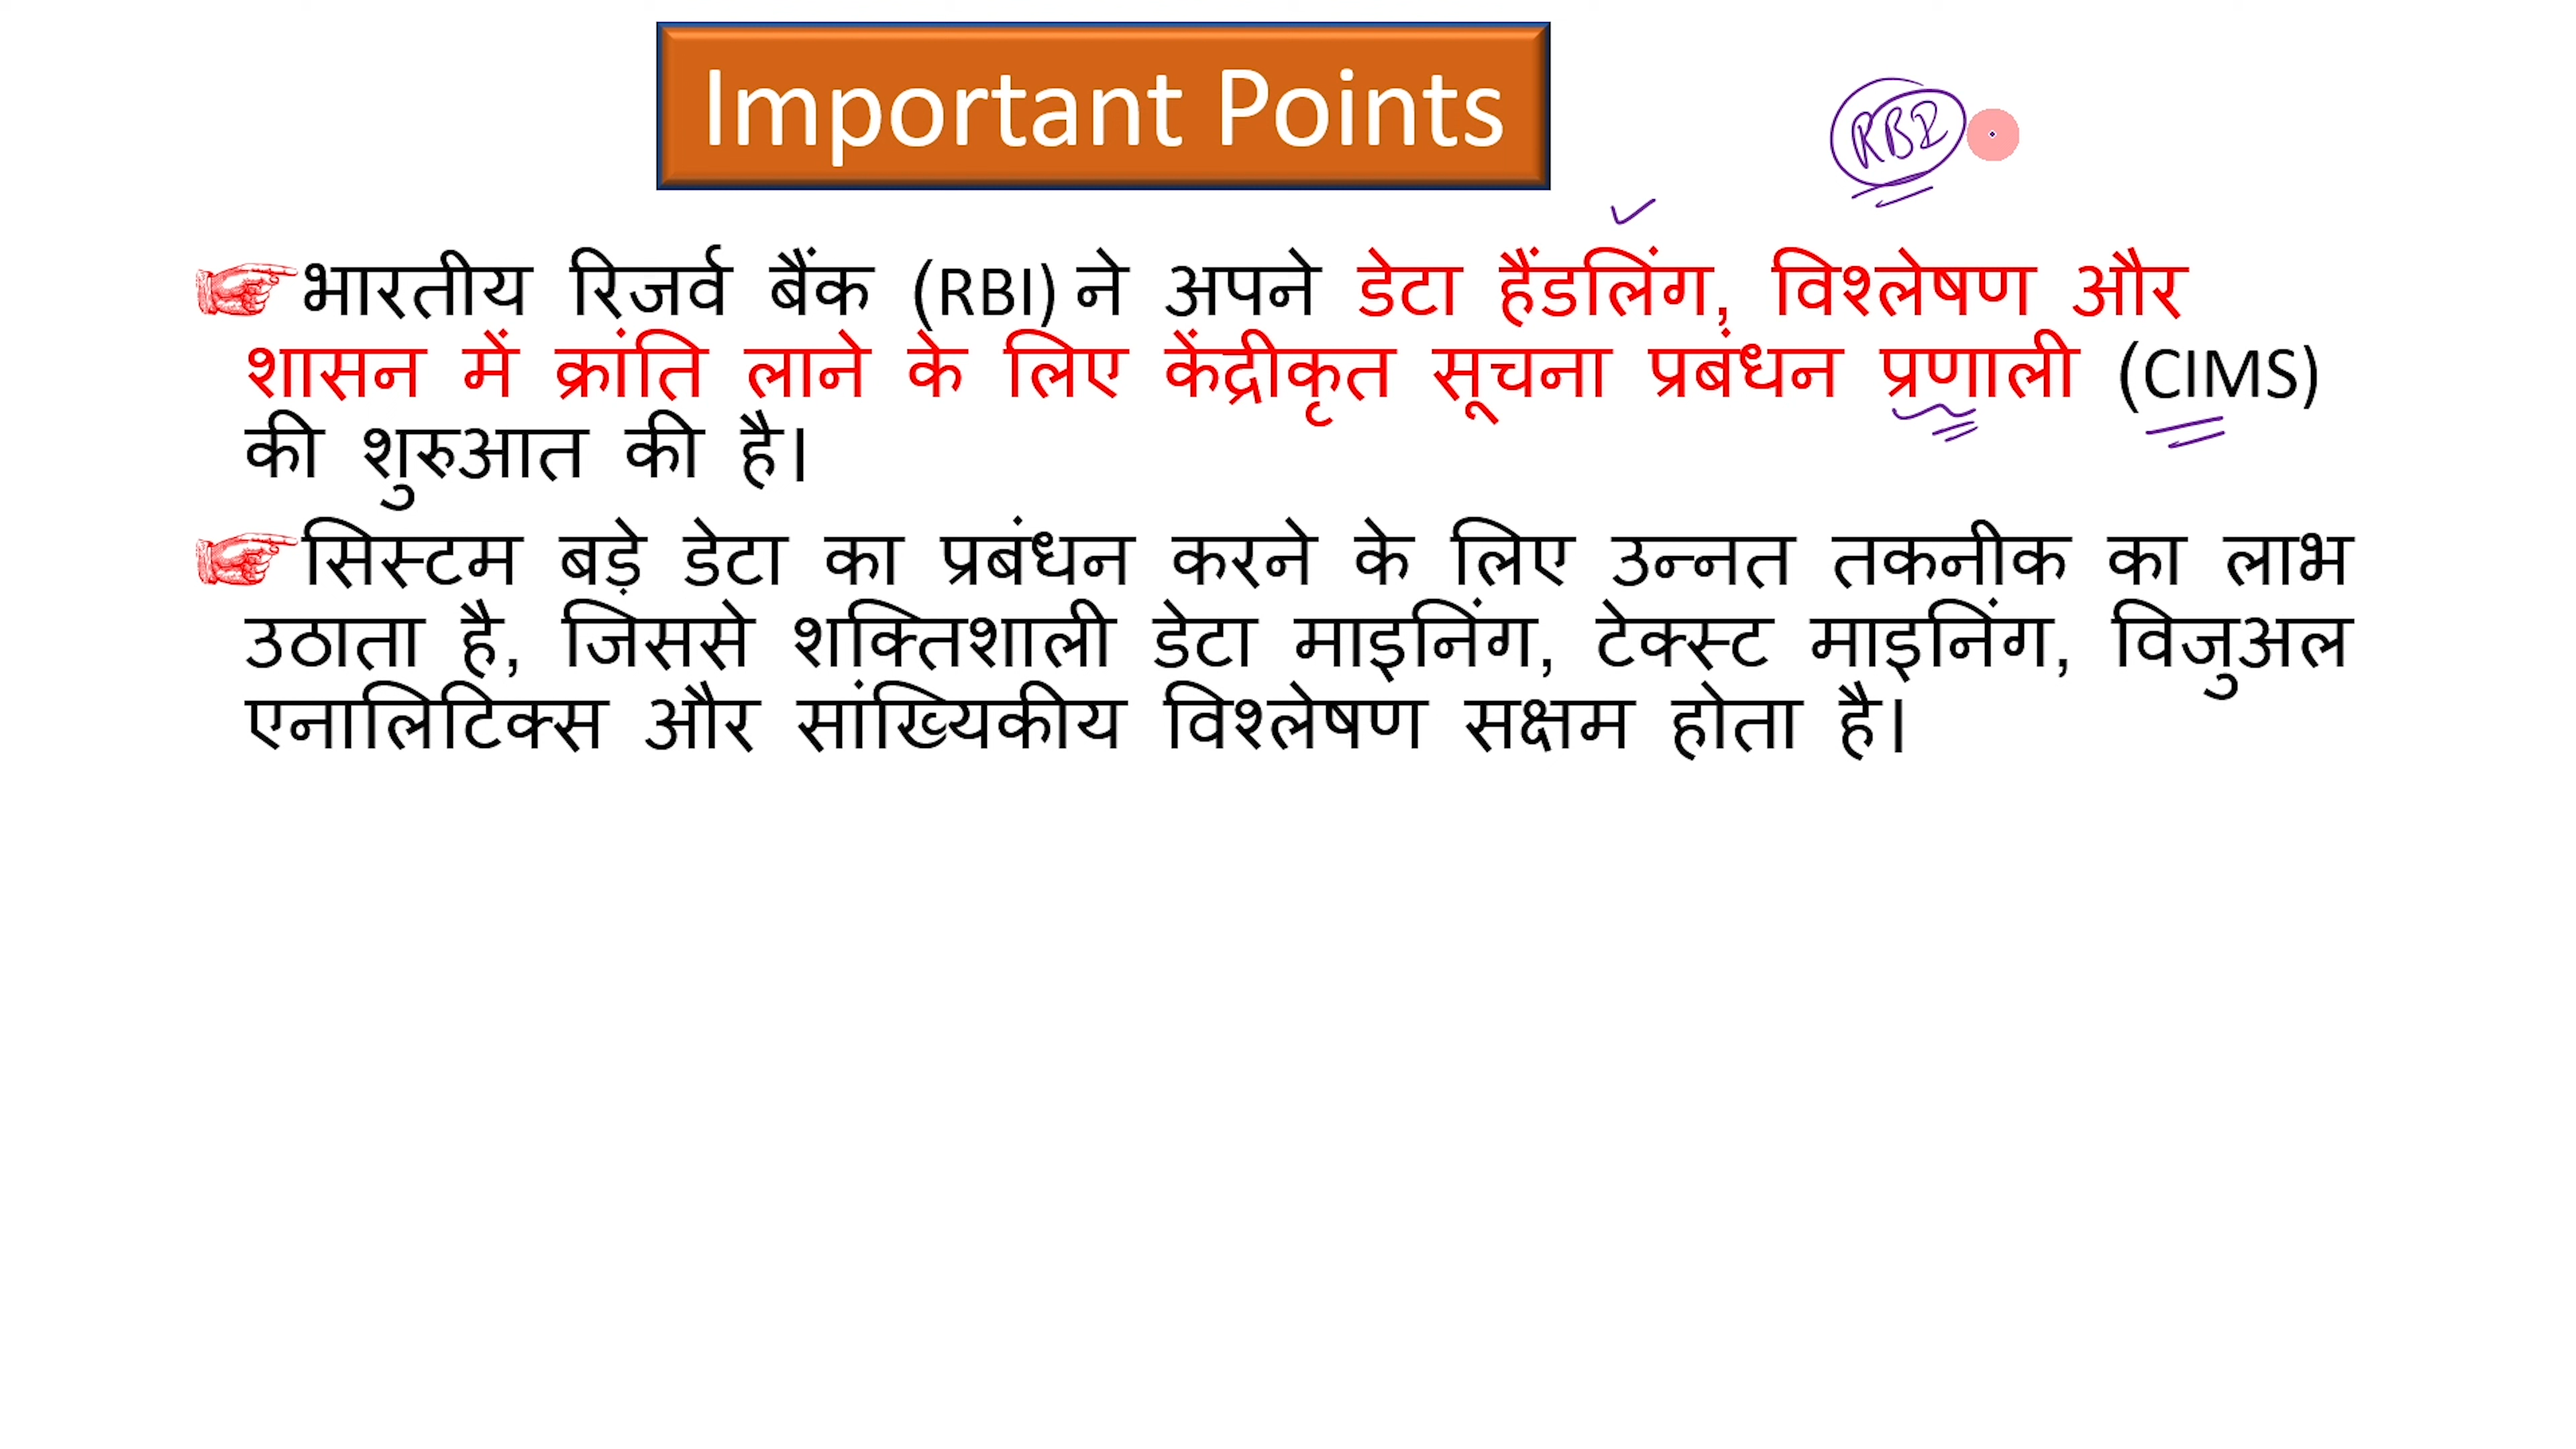 Important Points
RBI
भारतीय रिजर्व बैंक (RBI) ने अपने डेटा हैंडलिंग, विश्लेषण और
शासन में क्रांति लाने के लिए केंद्रीकृत सूचना प्रबंधन प्रणाली (CIMS)
की शुरुआत की है।
सिस्टम बड़े डेटा का प्रबंधन करने के लिए उन्नत तकनीक का लाभ
उठाता है, जिससे शक्तिशाली डेटा माइनिंग, टेक्स्ट माइनिंग, विजुअल
एनालिटिक्स और सांख्यिकीय विश्लेषण सक्षम होता है।